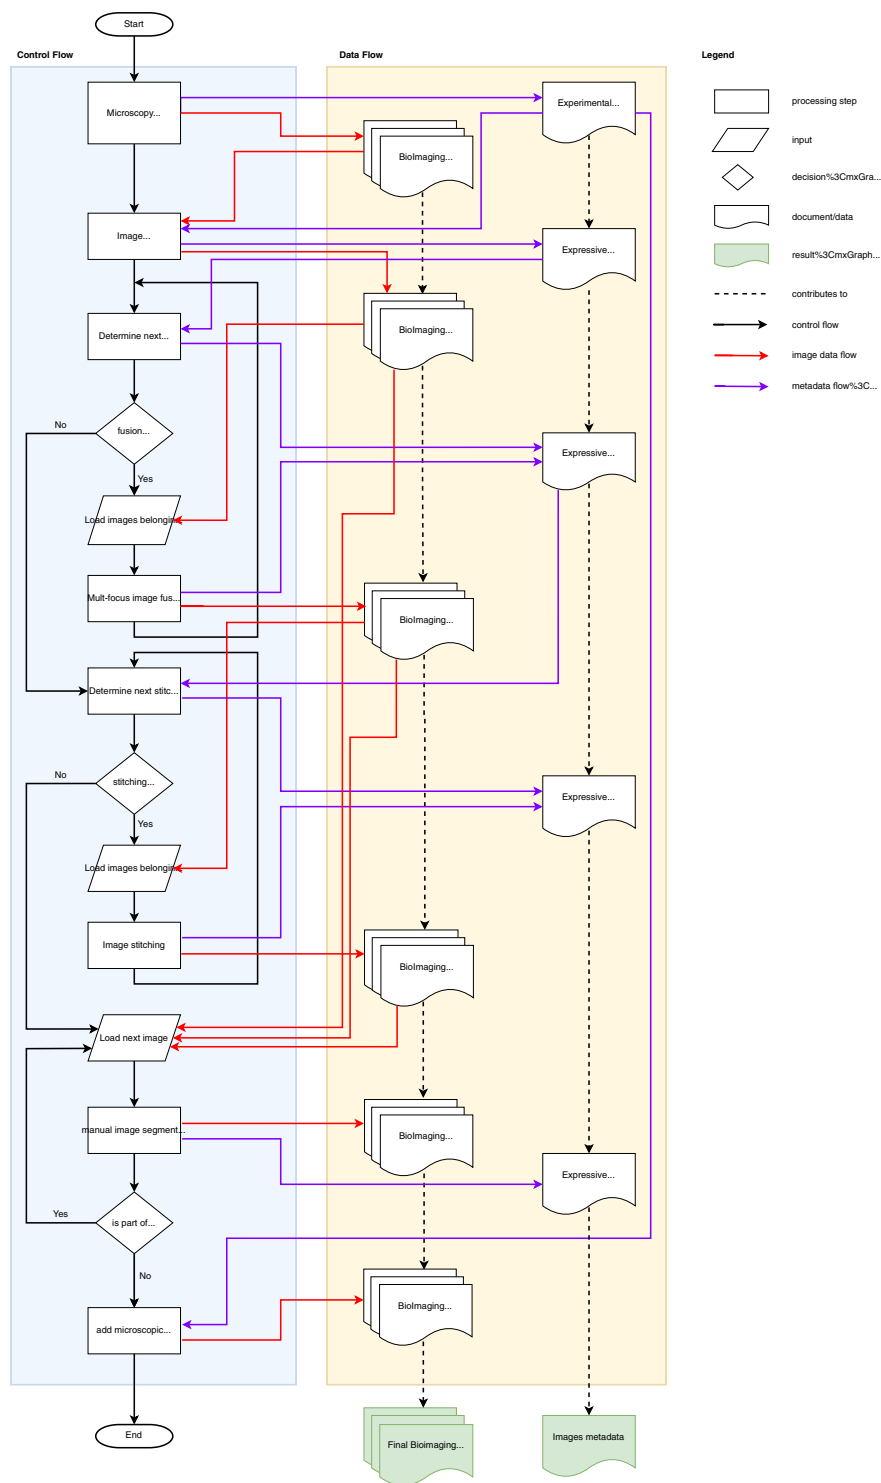 Start
Control Flow
Data Flow
Legend
Microscopy...
Experimental...
processing step
BioImaging...
input
decision%3CmxGra...
document/data
Image...
Expressive...
result%3CmxGraph...
contributes to
control flow
Determine next...
BioImaging...
image data flow
metadata flow%3C...
No
fusion...
Expressive...
Yes
Load images belongin
Mult-focus image fus...
BioImaging...
Determine next stitc...
No
stitching...
Expressive...
Yes
Load images belongin
Image stitching
BioImaging...
Load next image
manual image segment...
BioImaging...
Expressive...
Yes
is part of...
No
add microscopic...
BioImaging...
End
Final Bioimaging...
Images metadata